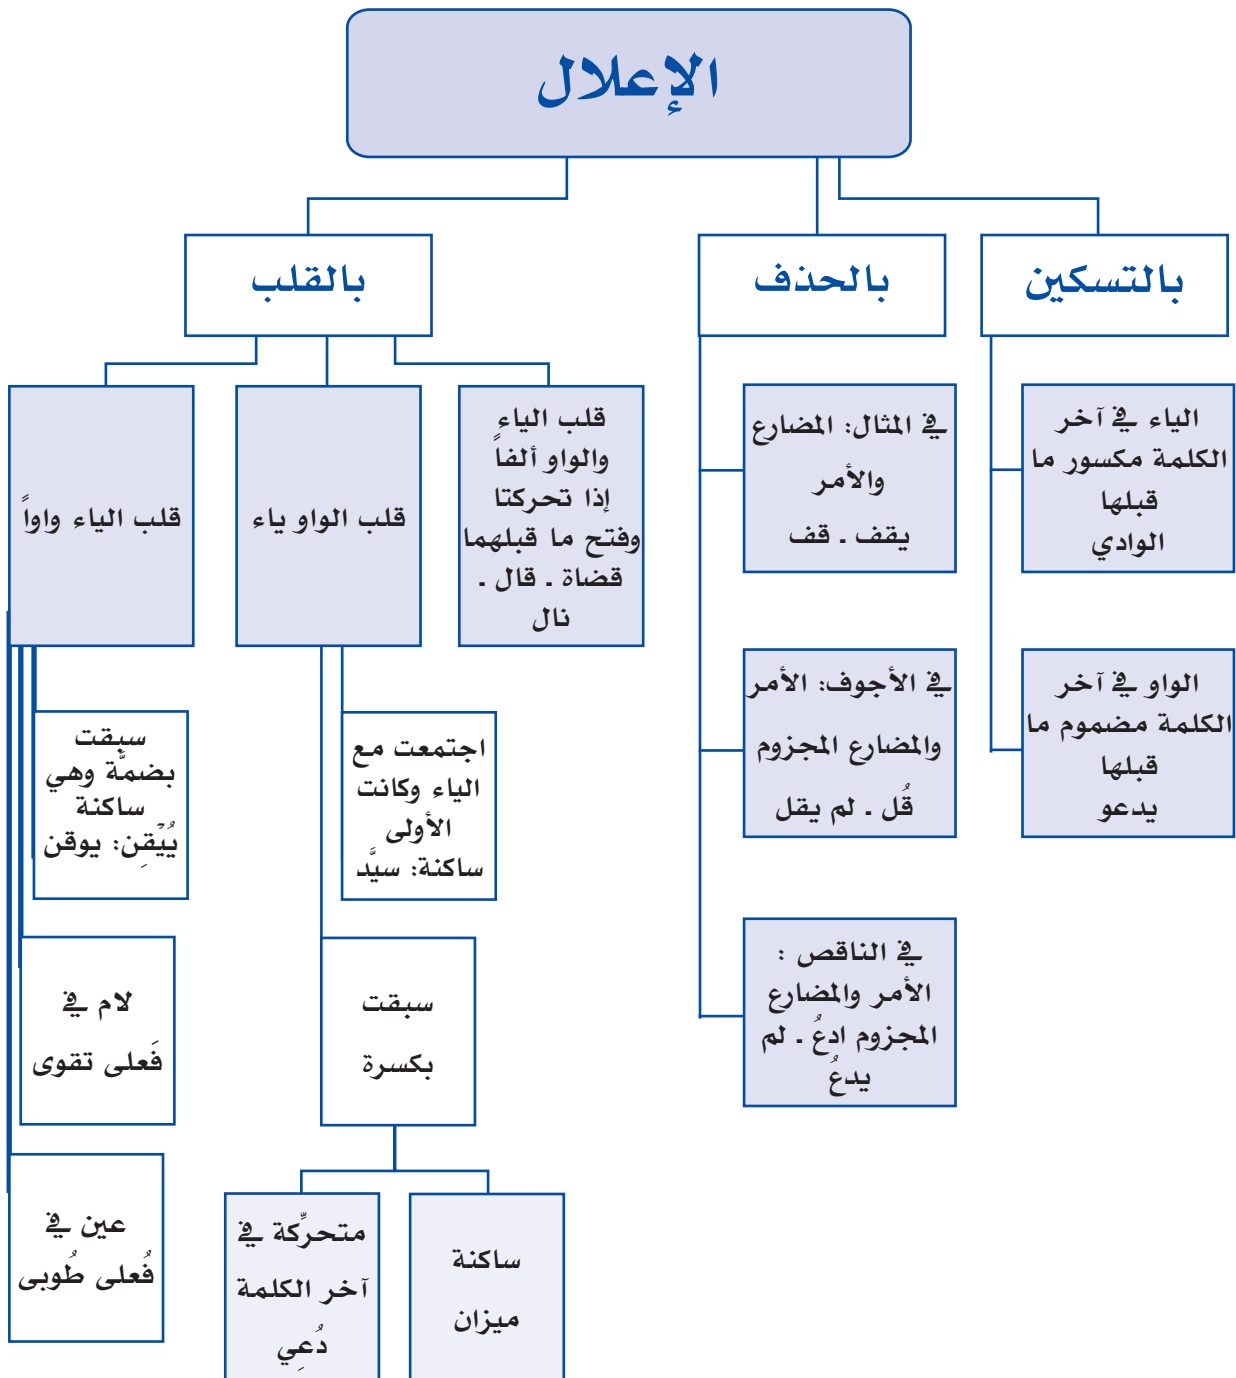 الإعلال
بالتسكين
بالحذف
بالقلب
الياء في آخر
الكلمة مكسور ما
قبلها
الوادي
الواو في آخر
الكلمة مضموم ما
قبلها
يدعو
في المثال: المضارع
والأمر
يقف ـ قف
في الأجوف: الأمر
والمضارع المجزوم
قُل ـ لم يقل
في الناقص :
الأمر والمضارع
المجزوم ادعُ ـ لم
يدعُ
قلب الياء
والواو ألفاً
إذا تحركتا
وفتح ما قبلهما
قضاة ـ قال ـ
نال
قلب الواو ياء
اجتمعت مع
الياء وكانت
الأولى
ساكنة: سيَّد
سبقت
بكسرة
ساكنة
ميزان
متحرِّكة في
آخر الكلمة
دُعِي
قلب الياء واواً
سبقت
بضمَّة وهي
ساكنة
يُيْقِن: يوقن
لام في
فَعلى تقوى
عين في
فُعلى طُوبى